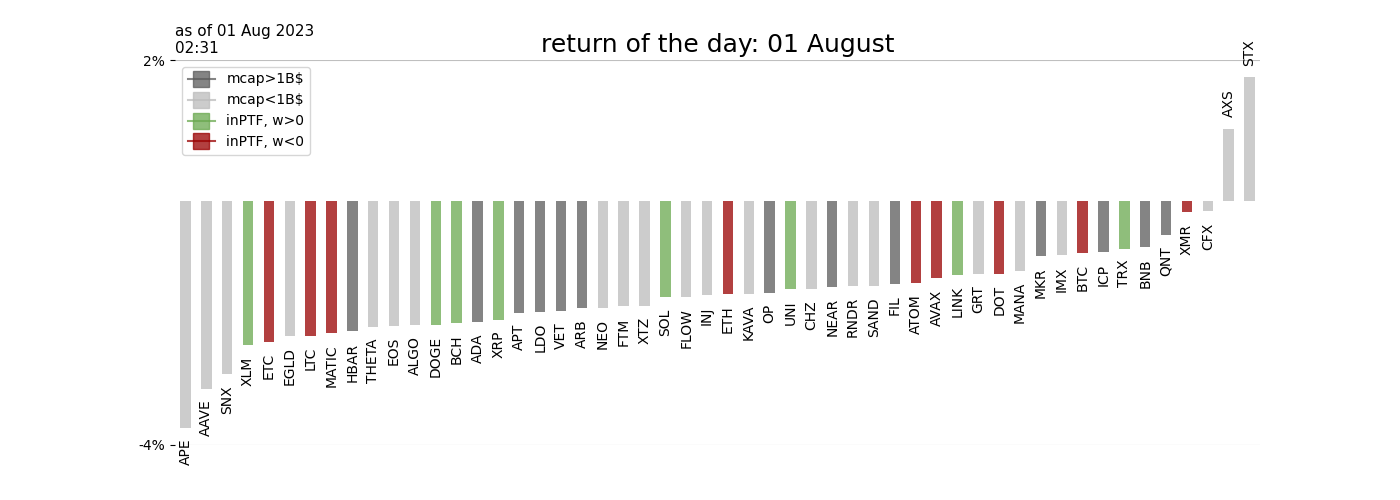 as of 01 Aug 2023
02:31
return of the day: 01 August
2%
mcap>1B$
mcap<1B$
inPTF, w>0
inPTF, w<0
-4%
APE
AAVE
SNX
XLM
ETC
EGLD
LTC
MATIC
HBAR
THETA
EOS
ALGO
DOGE
BCH
ADA
XRP
APT
LDO
VET
ARB
NEO
FTM
XTZ
SOL
FLOW
INJ
ETH
KAVA
OP
UNI
CHZ
NEAR
RNDR
SAND
FIL
ATOM
AVAX
LINK
GRT
DOT
MANA
MKR
IMX
BTC
ICP
TRX
BNB
QNT
XMR
CFX
AXS
STX